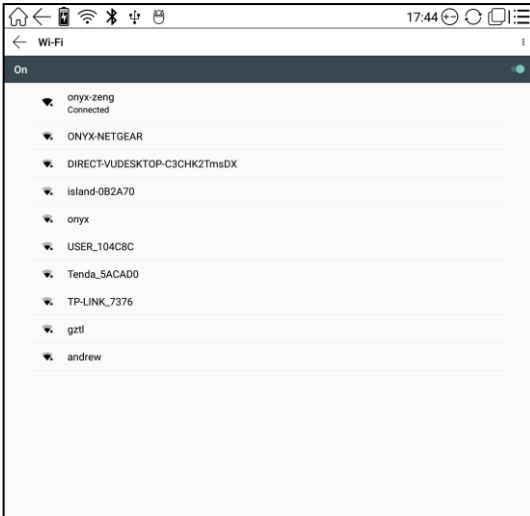 17:44
Wi-Fi
On
onyx-zeng
Connected
ONYX-NETGEAR
DIRECT-VUDESKTOP-C3CHK2TmsDX
island-0B2A70
onyx
USER_104C8C
Tenda_5ACAD0
TP-LINK_7376
gztl
andrew